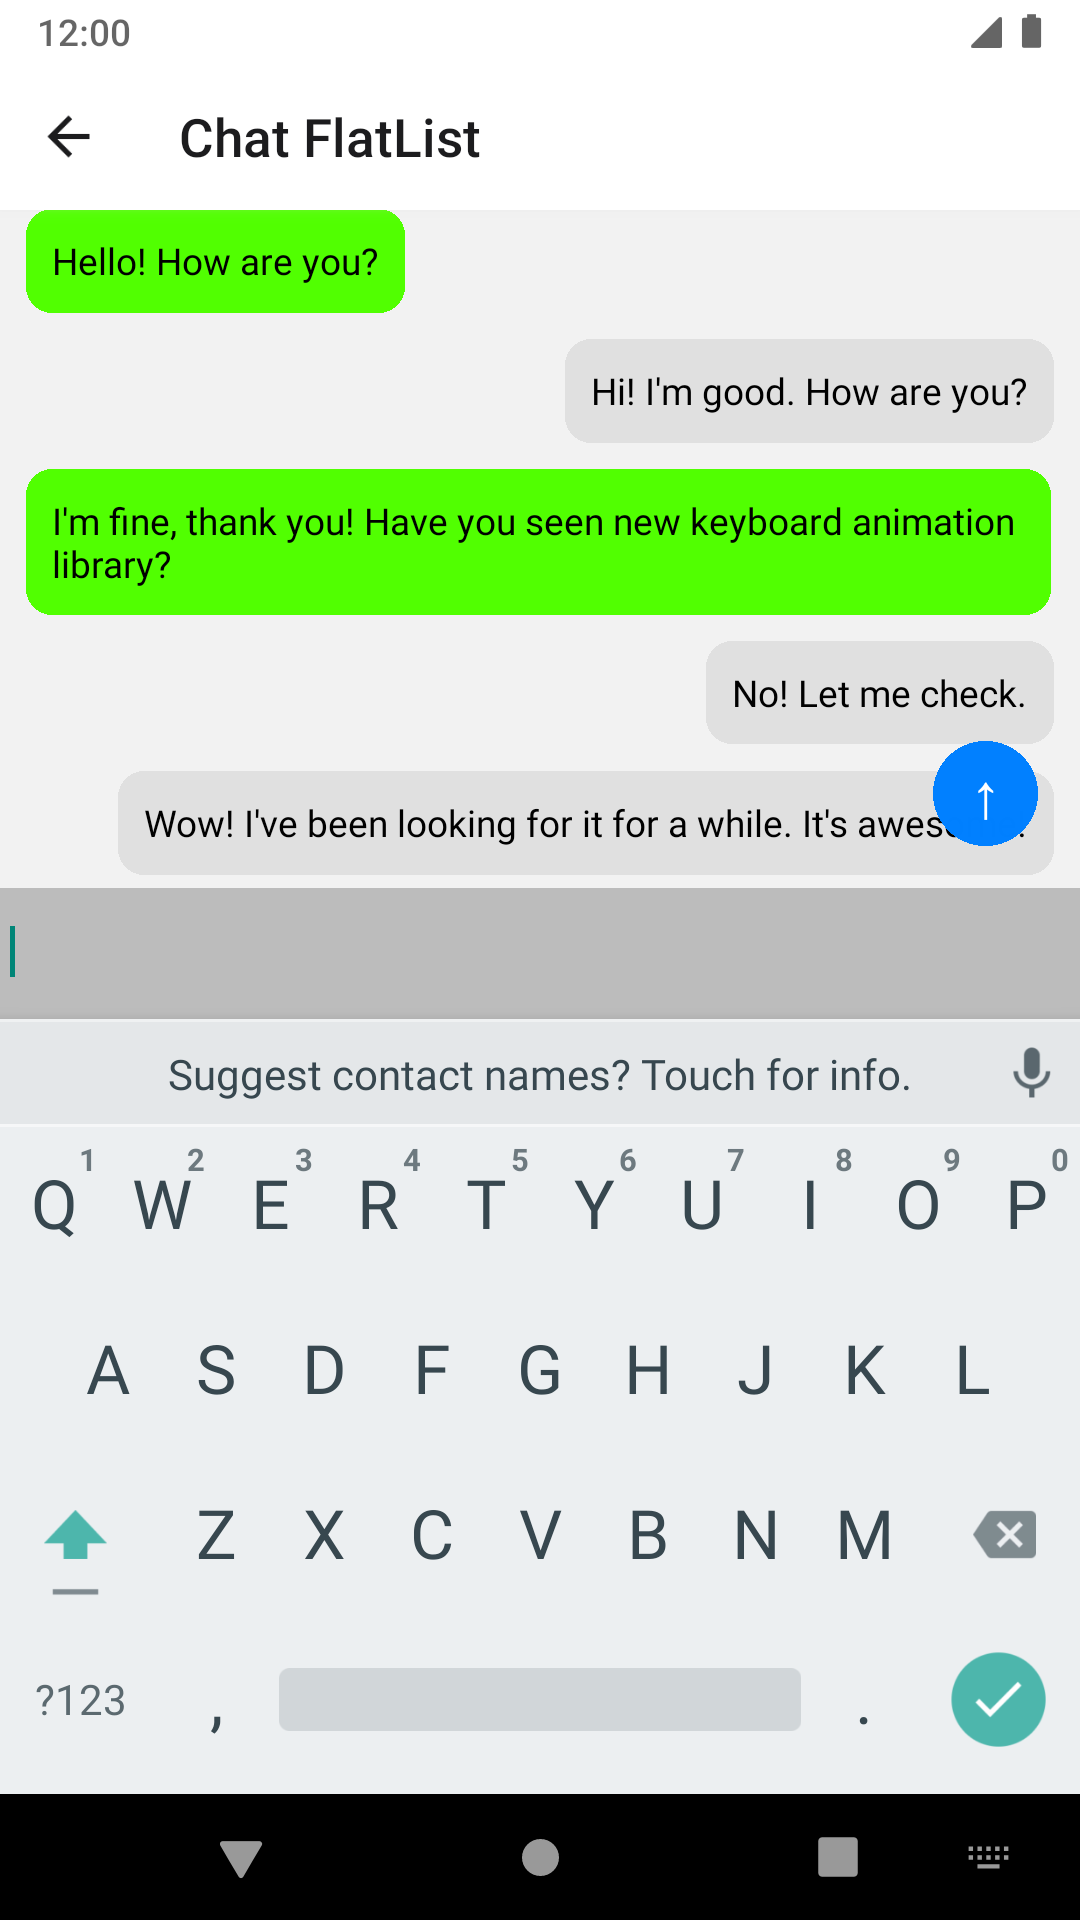 12:00
Chat FlatList
Hello! How are you?
Hi! I'm good. How are you?
I'm fine, thank you! Have you seen new keyboard animation
library?
No! Let me check.
↑
Wow! I've been looking for it for a while. It's
Suggest contact names? Touch for info.
1 2 3 4 5 6 7 8 9 0
Q W E R T Y U I O P
A S D F G H J K L
Z X C V B N M
?123 , .